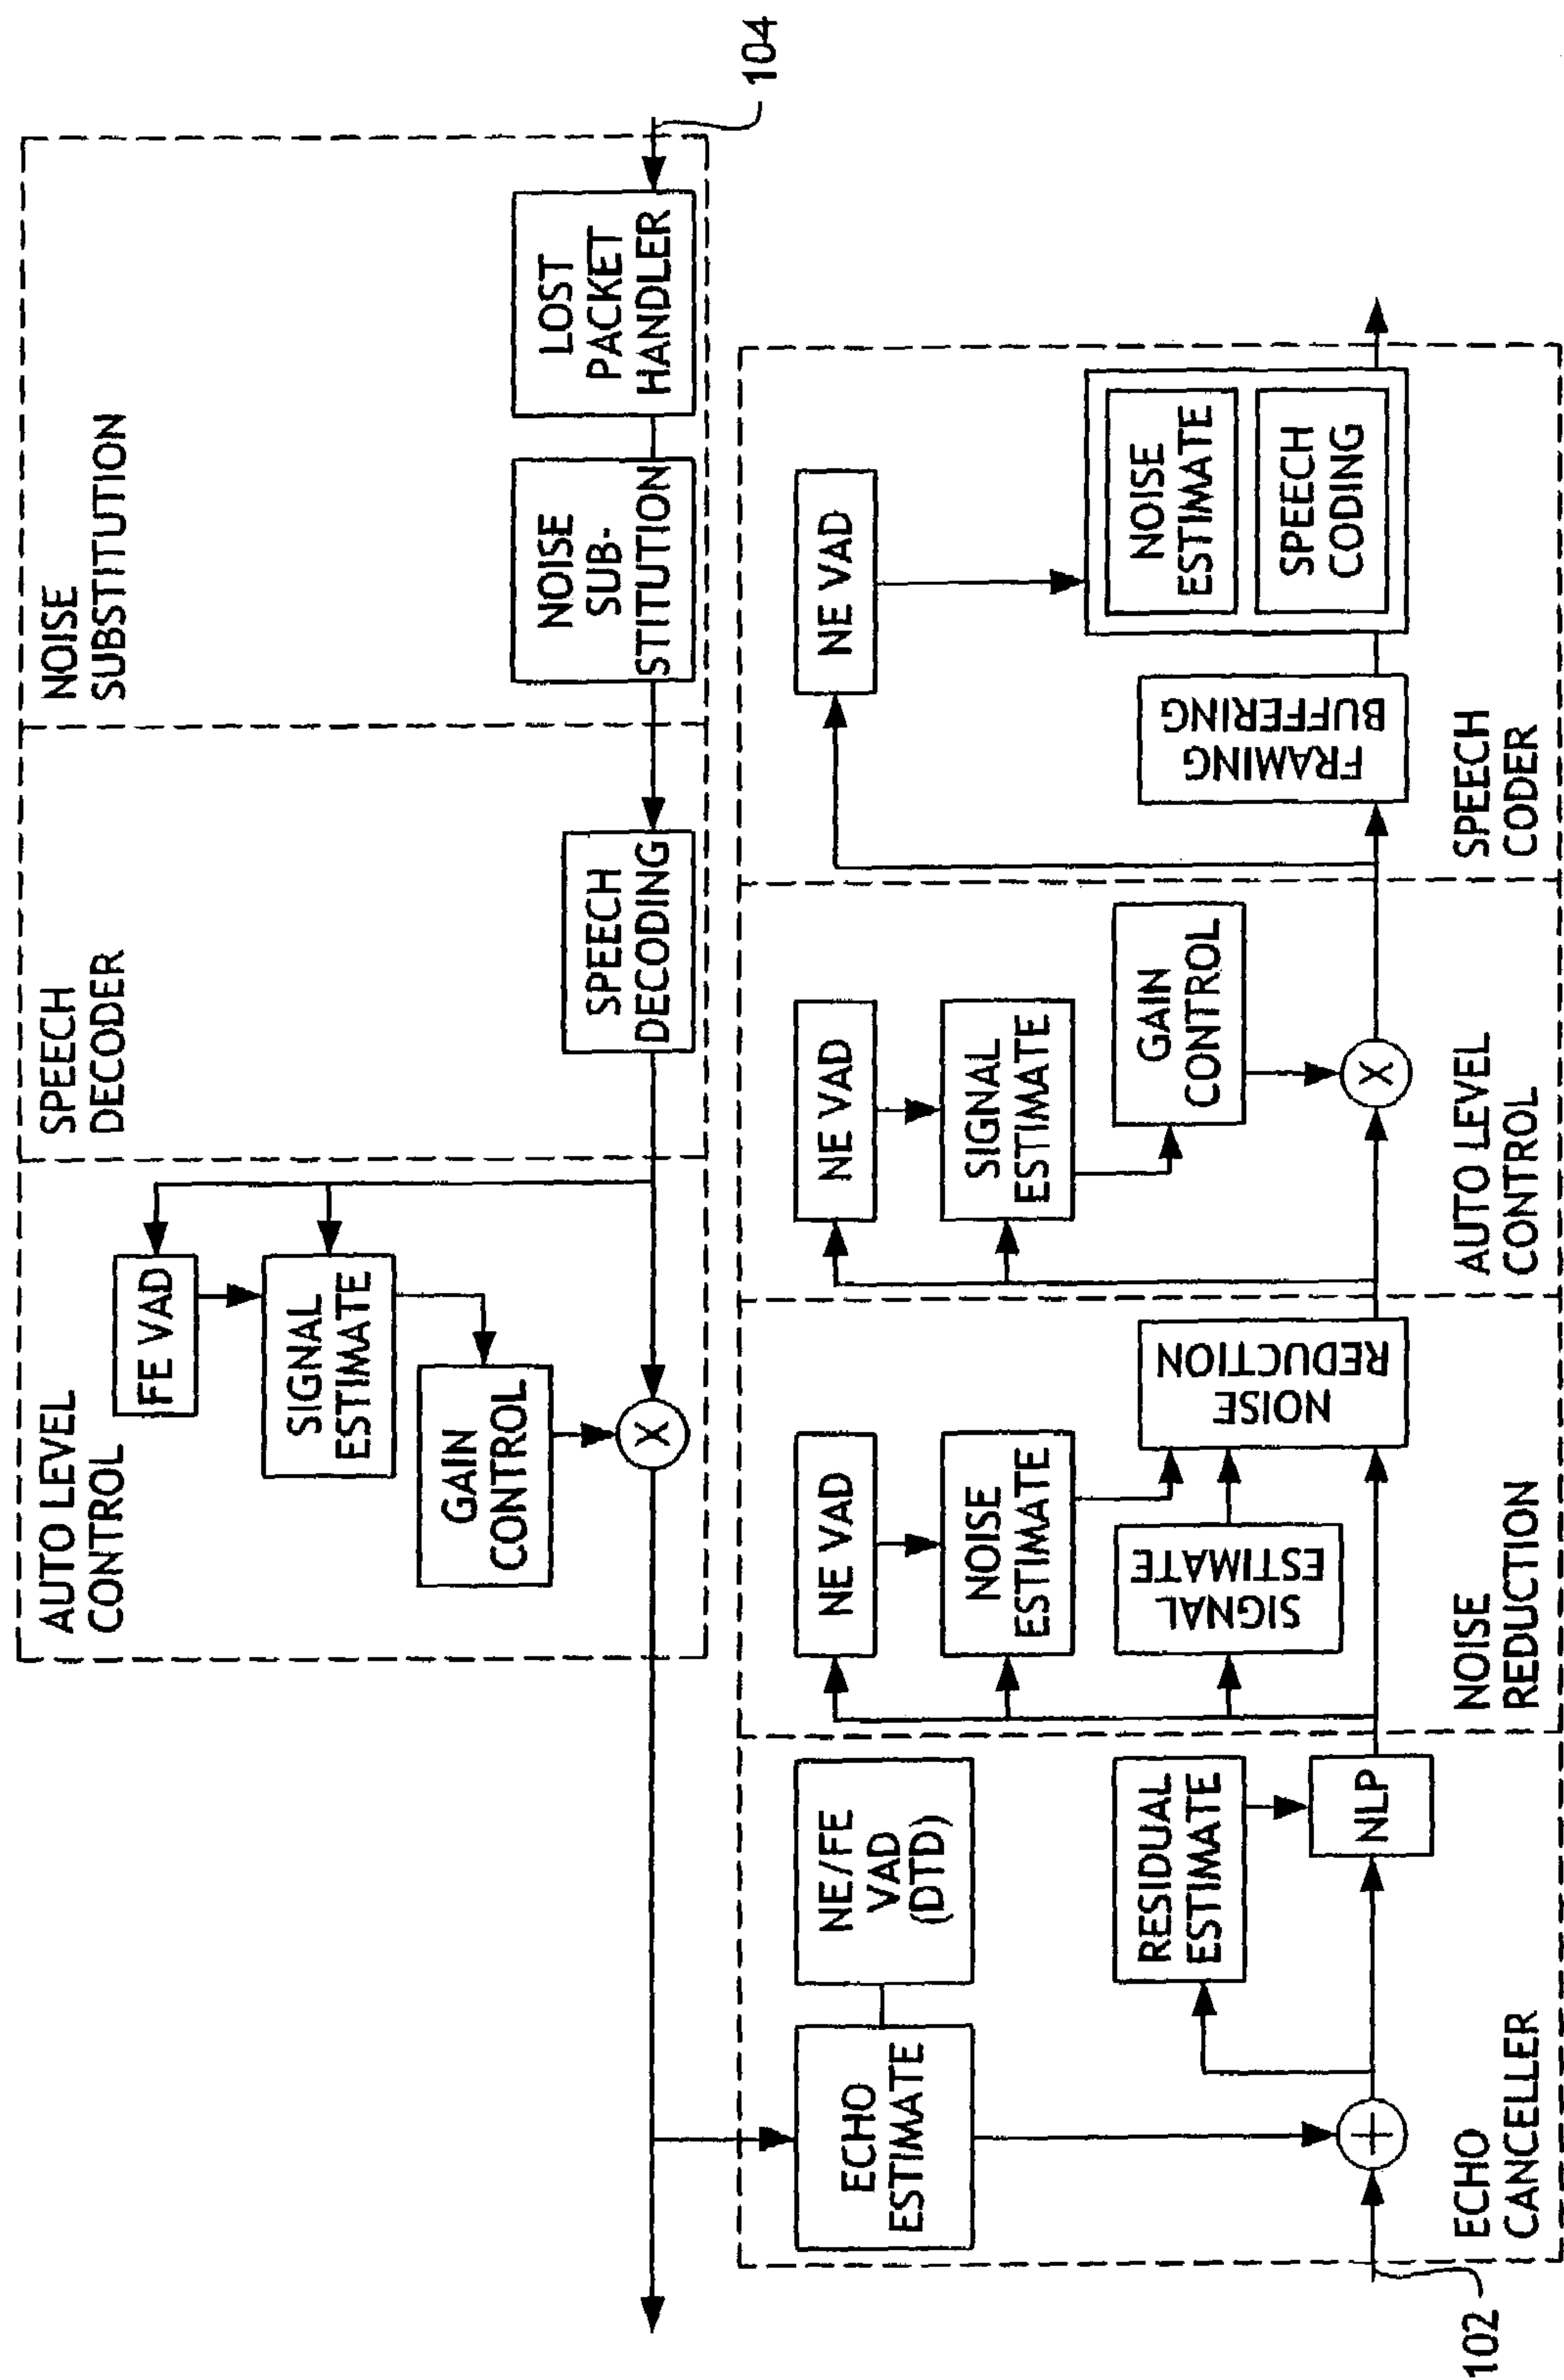 AUTO LEVEL
CONTROL
FE VAD
SIGNAL
ESTIMATE
GAIN
CONTROL
X
SPEECH
DECODER
SPEECH
DECODING
NOISE
SUBSTITUTION
NOISE
SUB-
STITUTION
LOST
PACKET
HANDLER
104
ECHO
ESTIMATE
NE/FE
VAD
(DTD)
RESIDUAL
ESTIMATE
+
NLP
ECHO
CANCELLER
102
NE VAD
NOISE
ESTIMATE
SIGNAL
ESTIMATE
NOISE
REDUCTION
NOISE
REDUCTION
NE VAD
SIGNAL
ESTIMATE
GAIN
CONTROL
X
AUTO LEVEL
CONTROL
NE VAD
FRAMING
BUFFERING
NOISE
ESTIMATE
SPEECH
CODING
SPEECH
CODER